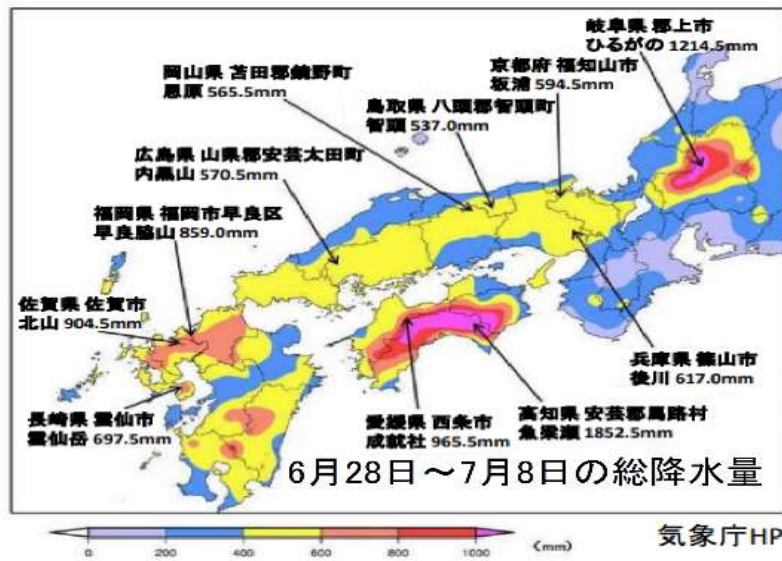 岐阜県 郡上市
ひるがの 1214.5mm
岡山県 苫田郡鏡野町
恩原 565.5mm
京都府 福知山市
坂浦 594.5mm
鳥取県 八頭郡智頭町
智頭 537.0mm
広島県 山県郡安芸太田町
内黒山 570.5mm
福岡県 福岡市早良区
早良脇山 859.0mm
佐賀県 佐賀市
北山 904.5mm
長崎県 雲仙市
雲仙岳 697.5mm
愛媛県 西条市
成就社 965.5mm
高知県 安芸郡馬路村
魚梁瀬 1852.5mm
兵庫県 篠山市
後川 617.0mm
6月28日～7月8日の総降水量
0 200 400 600 800 1000 (mm)
気象庁HP